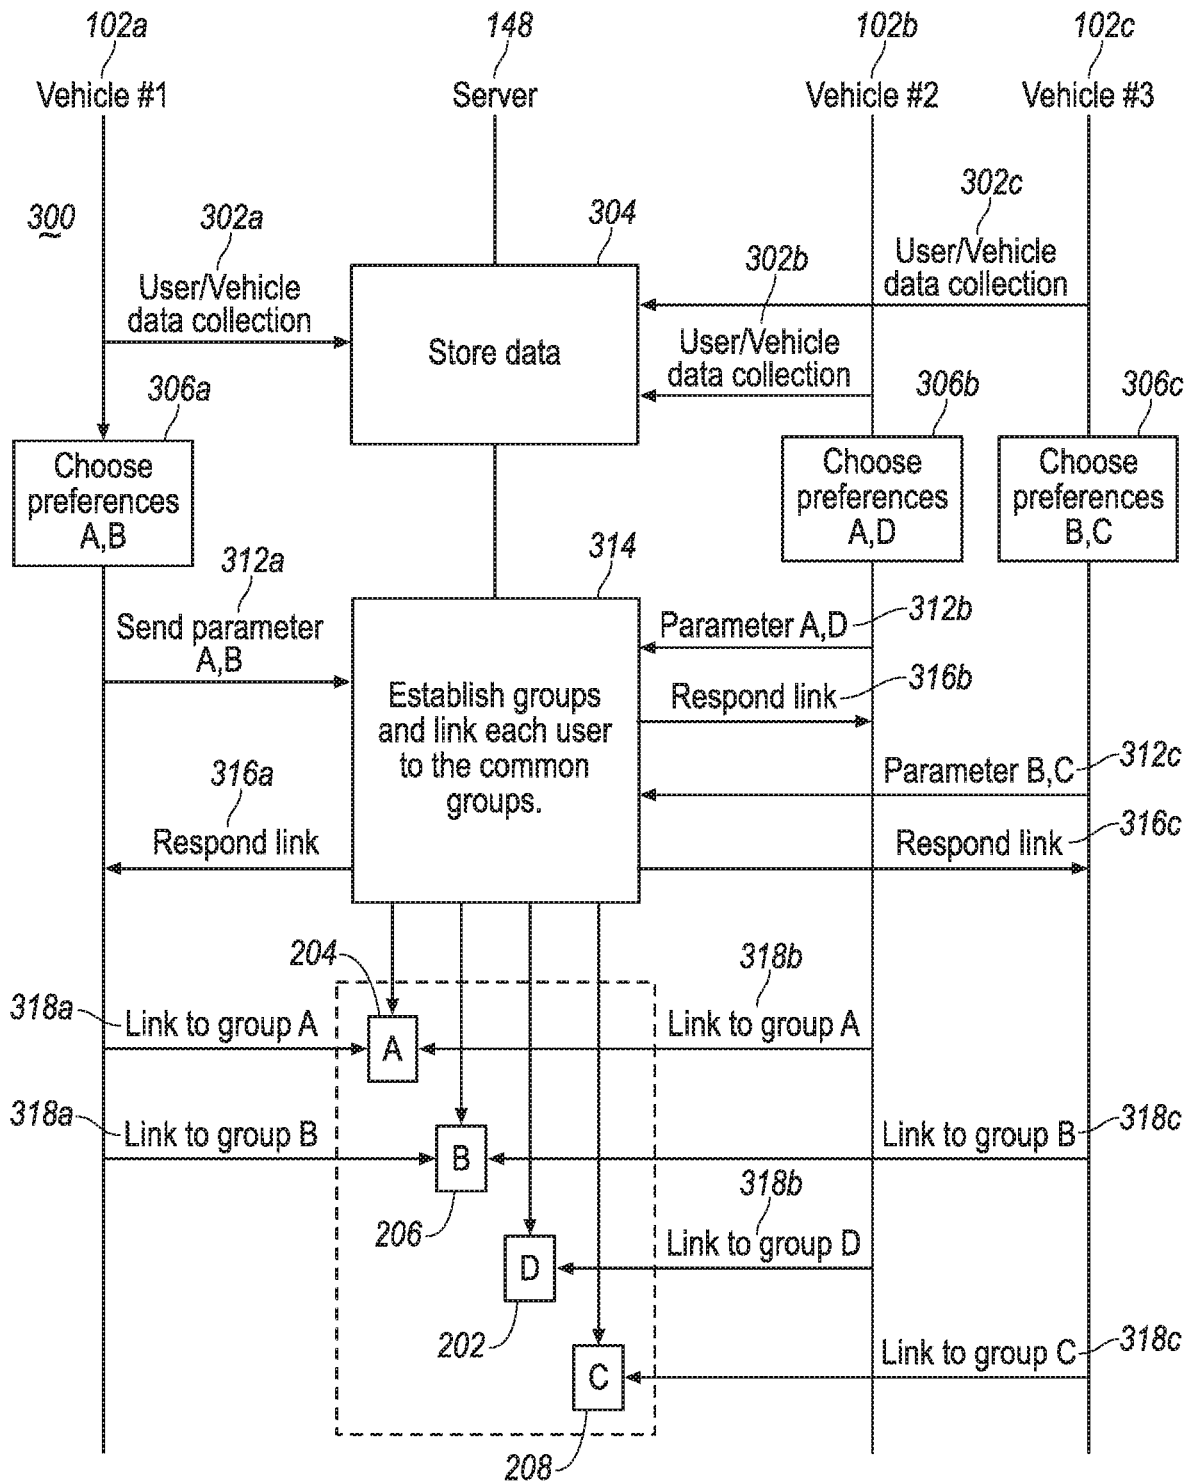 102a
148
102b
102c
Vehicle #1
Server
Vehicle #2
Vehicle #3
300
302a
304
302b
302c
User/Vehicle
data collection
User/Vehicle
data collection
User/Vehicle
data collection
Store data
306a
306b
306c
Choose
preferences
A,B
Choose
preferences
A,D
Choose
preferences
B,C
312a
314
Send parameter
A,B
Parameter A,D
312b
Establish groups
and link each user
to the common
groups.
Respond link
316b
316a
Parameter B,C
312c
Respond link
Respond link
316c
204
318b
318a
Link to group A
A
Link to group A
318a
Link to group B
B
Link to group B
318c
206
318b
D
Link to group D
202
C
Link to group C
318c
208